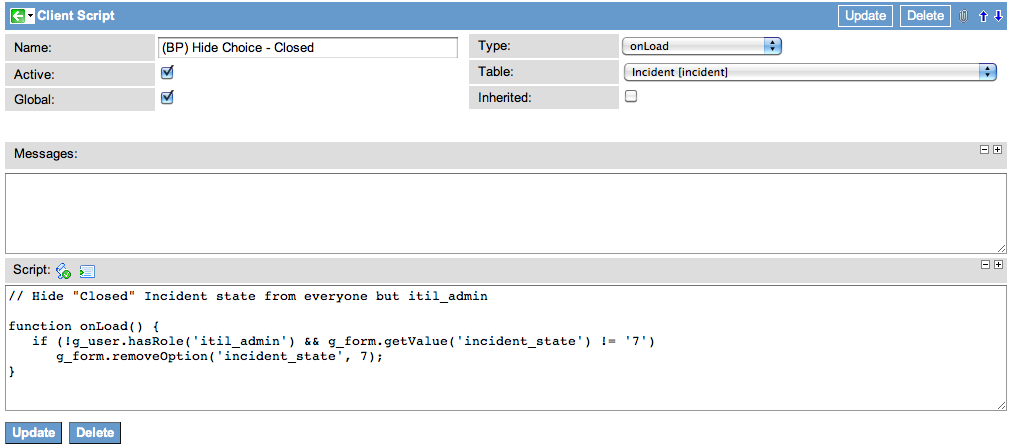 Client Script
Update Delete
Name: (BP) Hide Choice - Closed
Type: onLoad
Active:
Table: Incident [incident]
Global:
Inherited:
Messages:
Script:
// Hide "Closed" Incident state from everyone but itil_admin
function onLoad() {
if (!g_user.hasRole('itil_admin') && g_form.getValue('incident_state') != '7')
g_form.removeOption('incident_state', 7);
}
Update Delete